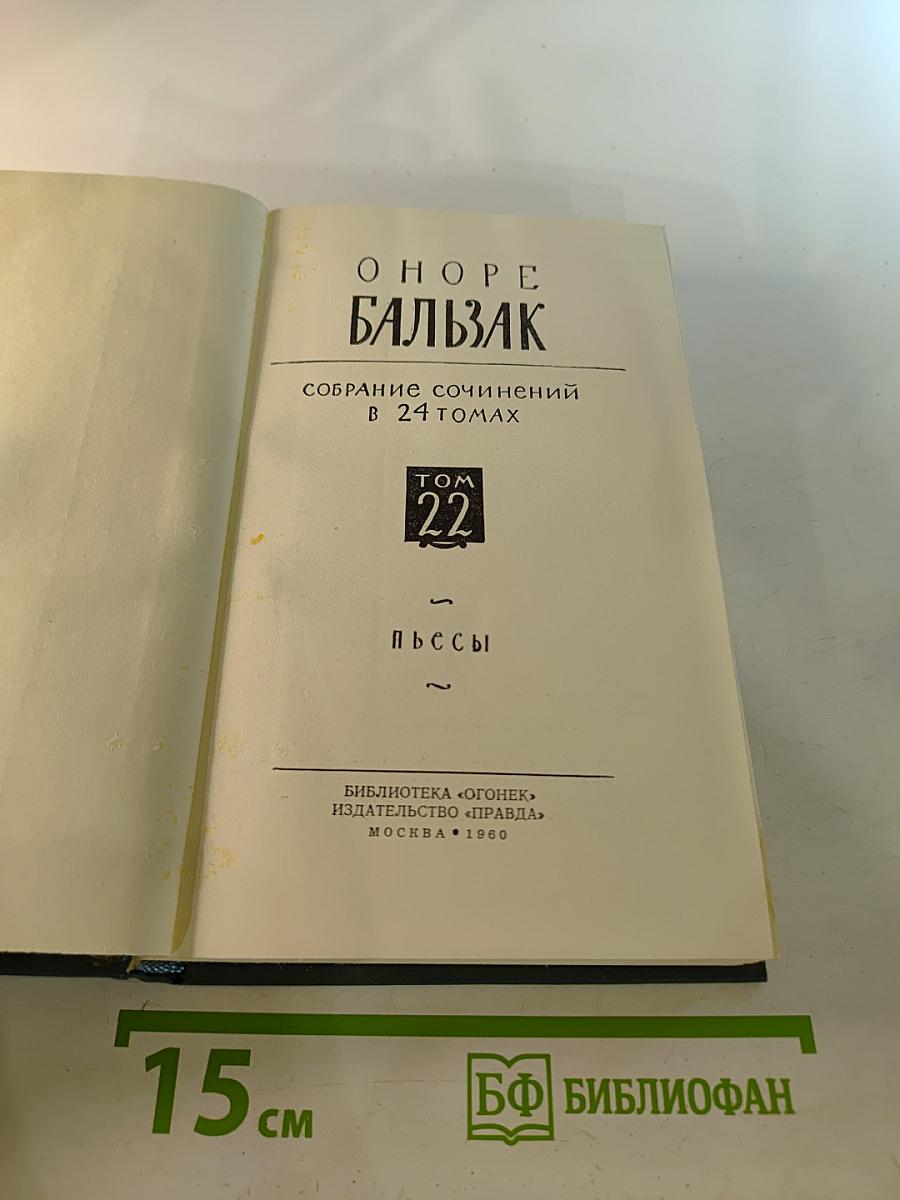 ОНОРЕ
БАЛЬЗАК
СОБРАНИЕ СОЧИНЕНИЙ
В 24 ТОМАХ
ТОМ
22
ПЬЕСЫ
БИБЛИОТЕКА «ОГОНЕК»
ИЗДАТЕЛЬСТВО «ПРАВДА»
МОСКВА • 1960
15 см
БФ БИБЛИОФАН